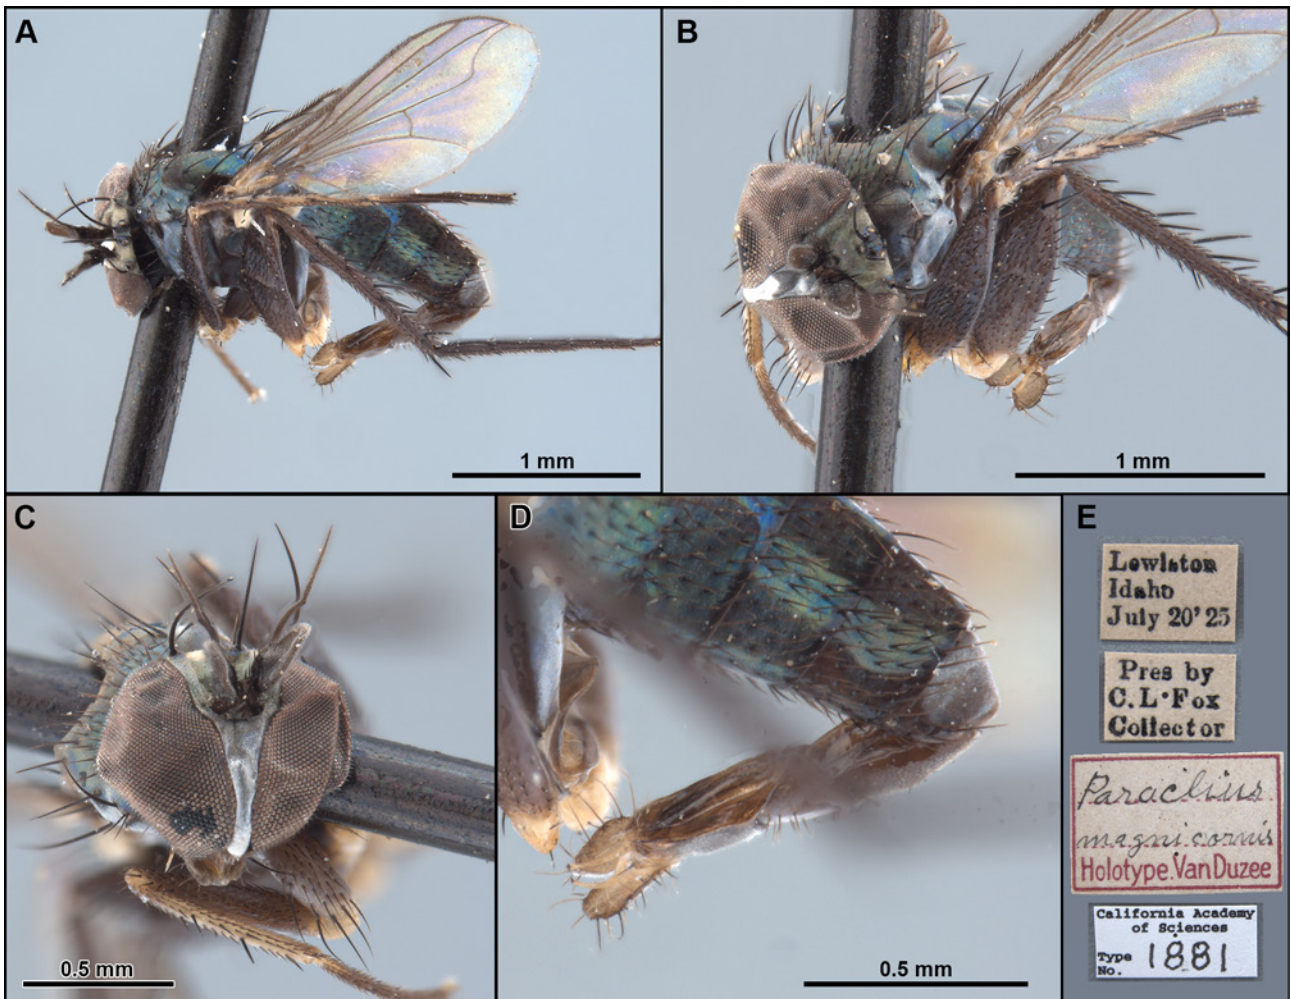 A
1 mm
B
1 mm
C
0.5 mm
D
0.5 mm
E
Lewiston
Idaho
July 20'25
Pres by
C.L·Fox
Collector
Paraclius
magnicornis
Holotype.VanDuzee
California Academy
of Sciences
Type
No. 1881